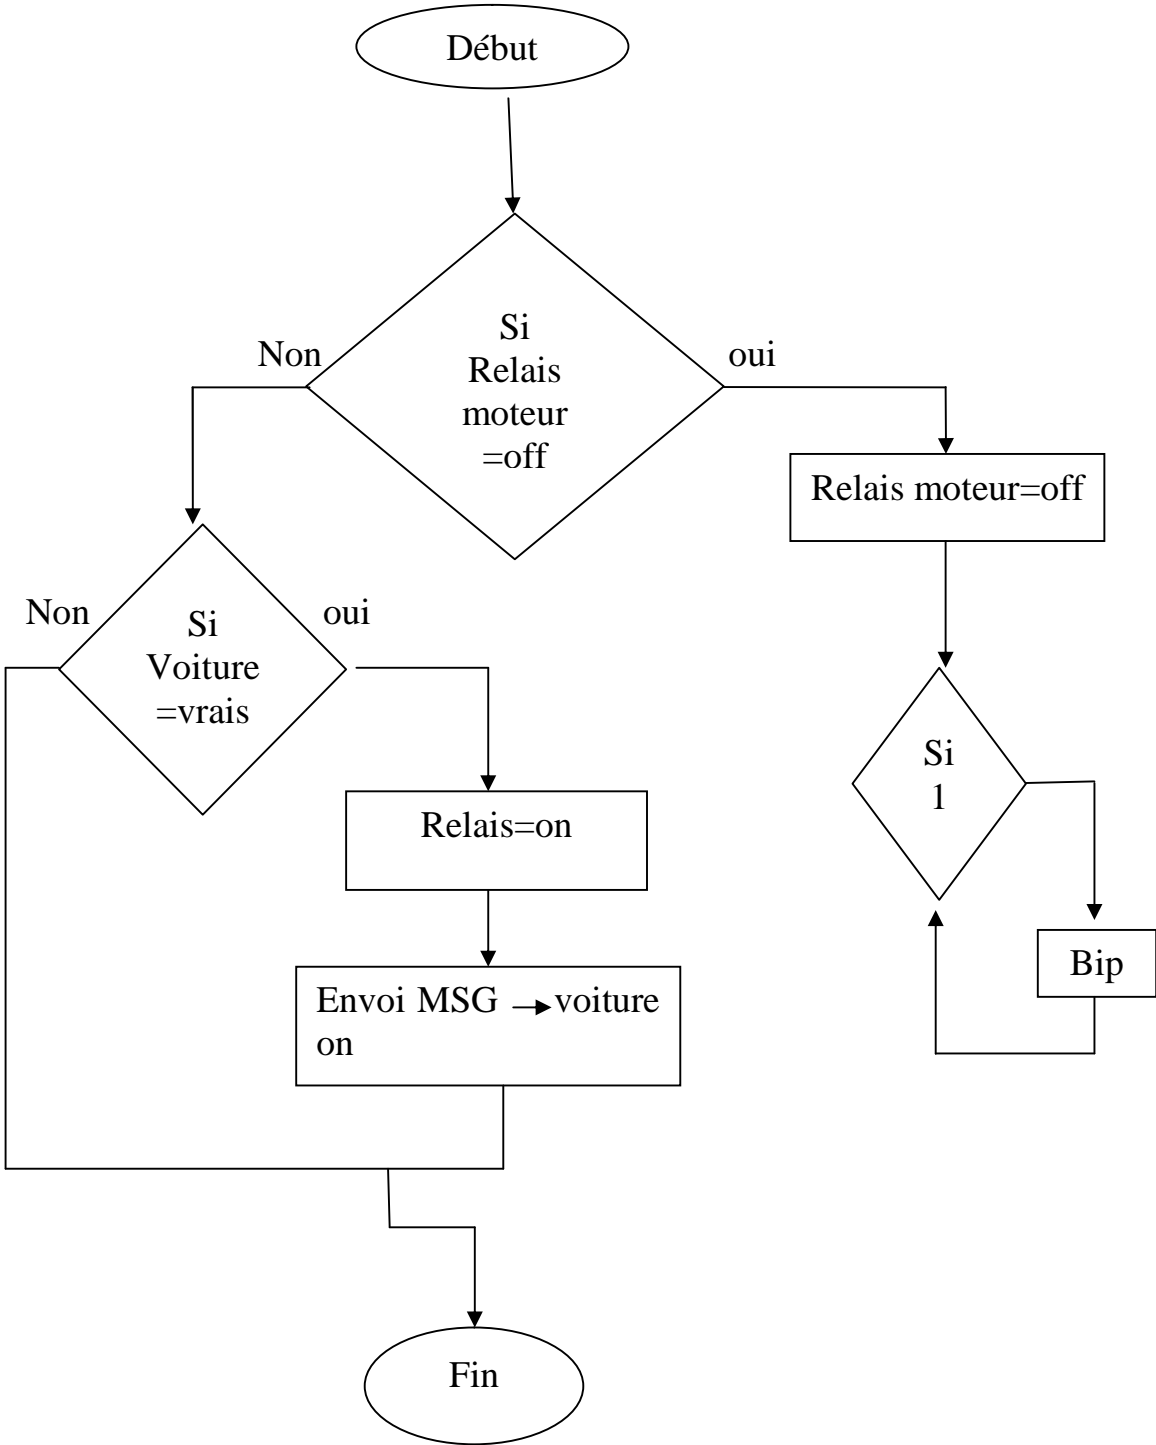 Début
Si
Relais
moteur
=off
Non
oui
Relais moteur=off
Non
Si
Voiture
=vrais
oui
Si
1
Relais=on
Bip
Envoi MSG → voiture
on
Fin